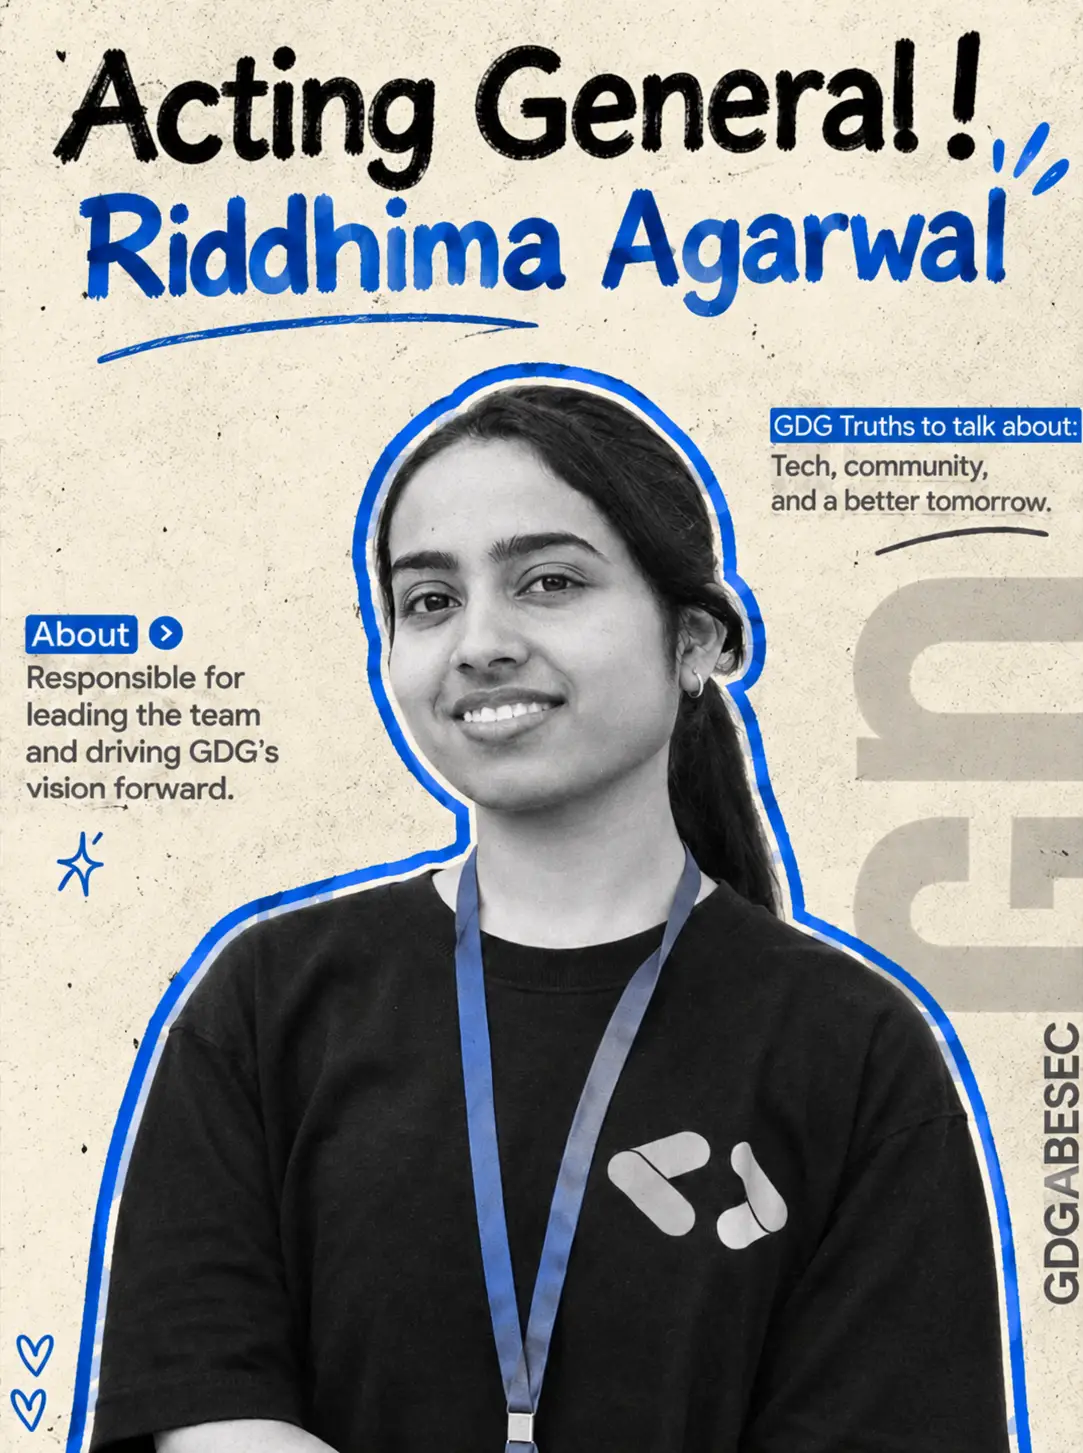 Acting General!
Riddhima Agarwal
GDG Truths to talk about:
Tech, community,
and a better tomorrow.
About
Responsible for
leading the team
and driving GDG's
vision forward.
GDGABESEC